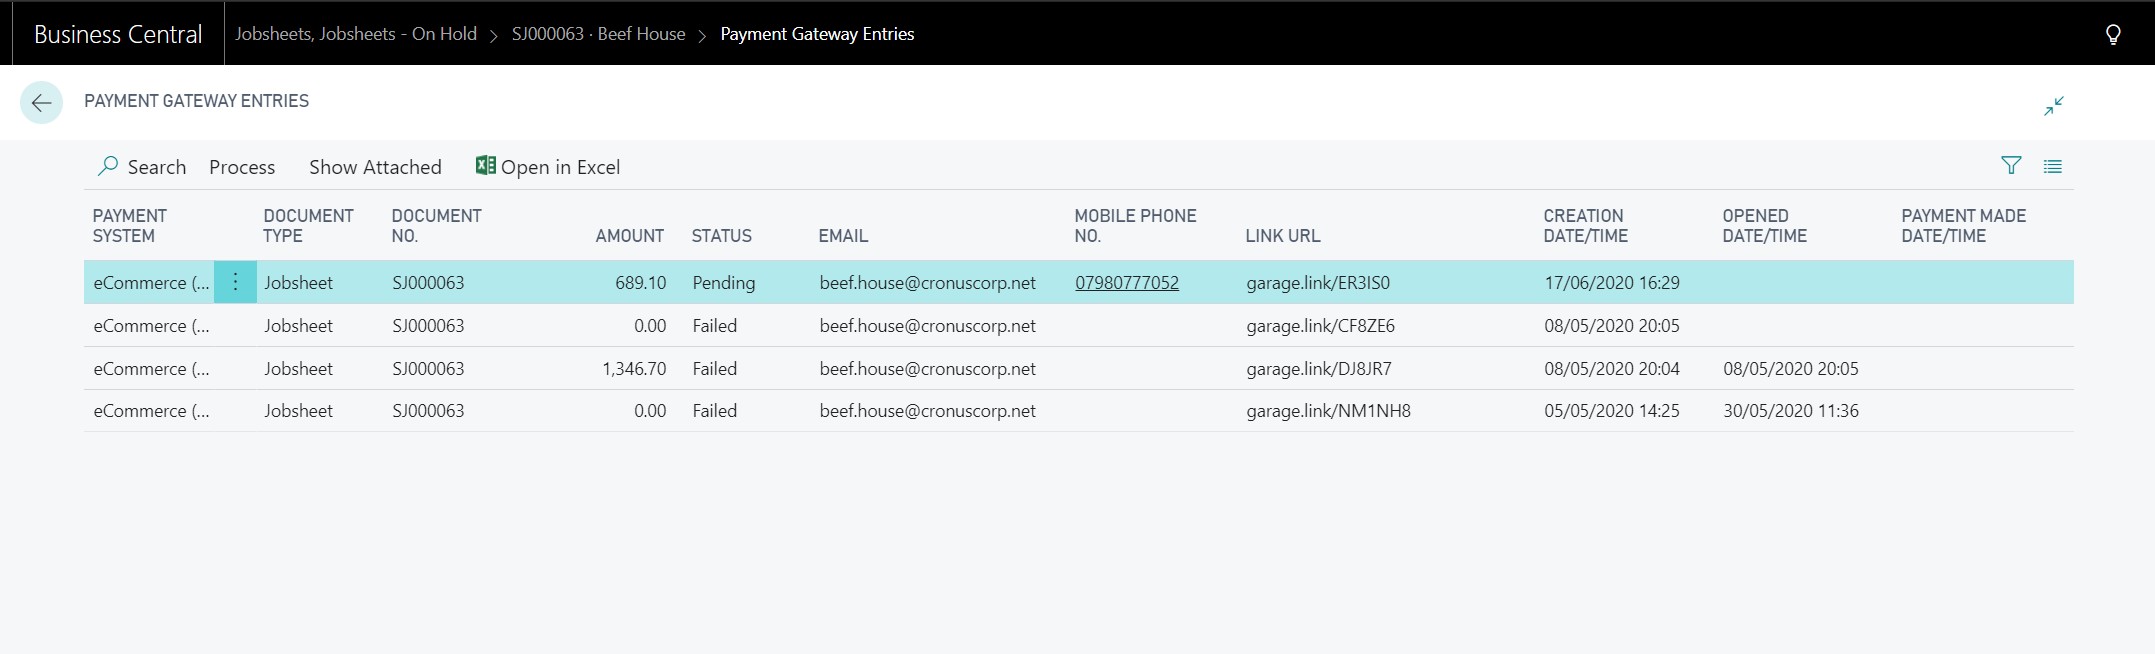 Business Central Jobsheets, Jobsheets - On Hold > SJ000063 · Beef House > Payment Gateway Entries
PAYMENT GATEWAY ENTRIES
Search Process Show Attached Open in Excel
PAYMENT SYSTEM DOCUMENT TYPE DOCUMENT NO. AMOUNT STATUS EMAIL MOBILE PHONE NO. LINK URL CREATION DATE/TIME OPENED DATE/TIME PAYMENT MADE DATE/TIME
eCommerce (... Jobsheet SJ000063 689.10 Pending beef.house@cronuscorp.net 07980777052 garage.link/ER3IS0 17/06/2020 16:29
eCommerce (... Jobsheet SJ000063 0.00 Failed beef.house@cronuscorp.net garage.link/CF8ZE6 08/05/2020 20:05
eCommerce (... Jobsheet SJ000063 1,346.70 Failed beef.house@cronuscorp.net garage.link/DJ8JR7 08/05/2020 20:04 08/05/2020 20:05
eCommerce (... Jobsheet SJ000063 0.00 Failed beef.house@cronuscorp.net garage.link/NM1NH8 05/05/2020 14:25 30/05/2020 11:36